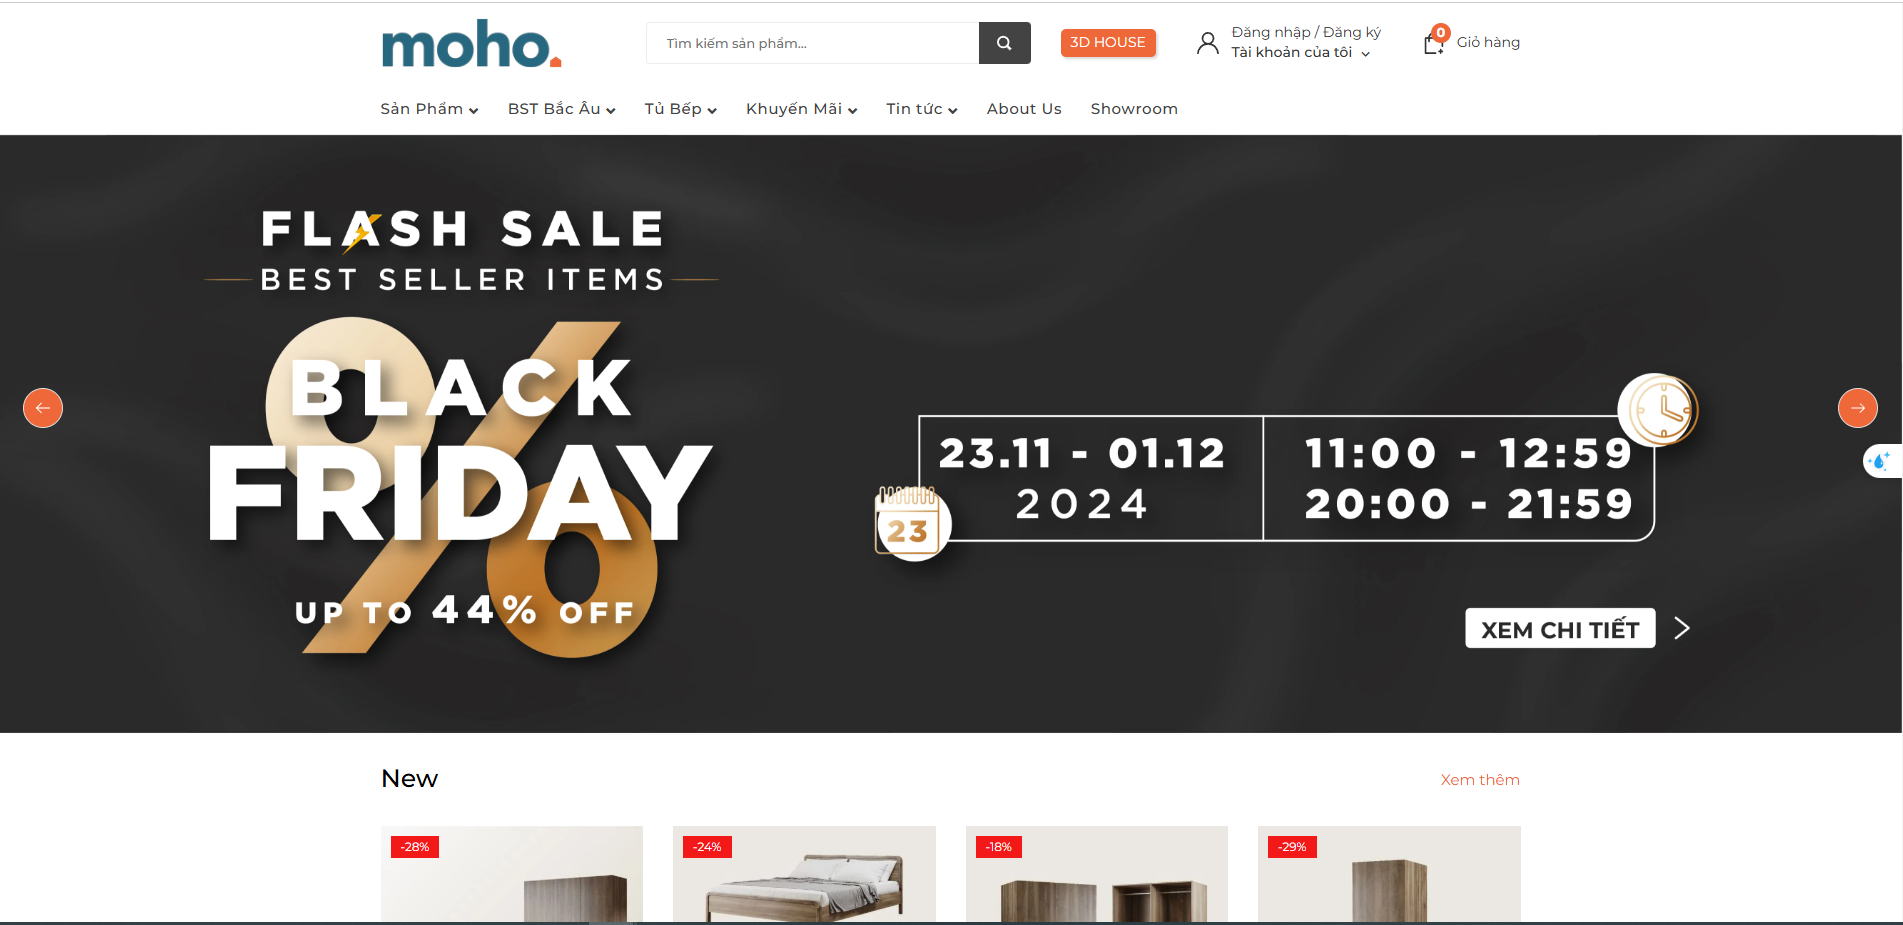 moho.
Tìm kiếm sản phẩm...
3D HOUSE
Đăng nhập / Đăng ký
Tài khoản của tôi
0
Giỏ hàng
Sản Phẩm
BST Bắc Âu
Tủ Bếp
Khuyến Mãi
Tin tức
About Us
Showroom
FLASH SALE
BEST SELLER ITEMS
%
BLACK
FRIDAY
UP TO 44% OFF
23.11 - 01.12
2024
23
11:00 - 12:59
20:00 - 21:59
XEM CHI TIẾT
New
Xem thêm
-28%
-24%
-18%
-29%